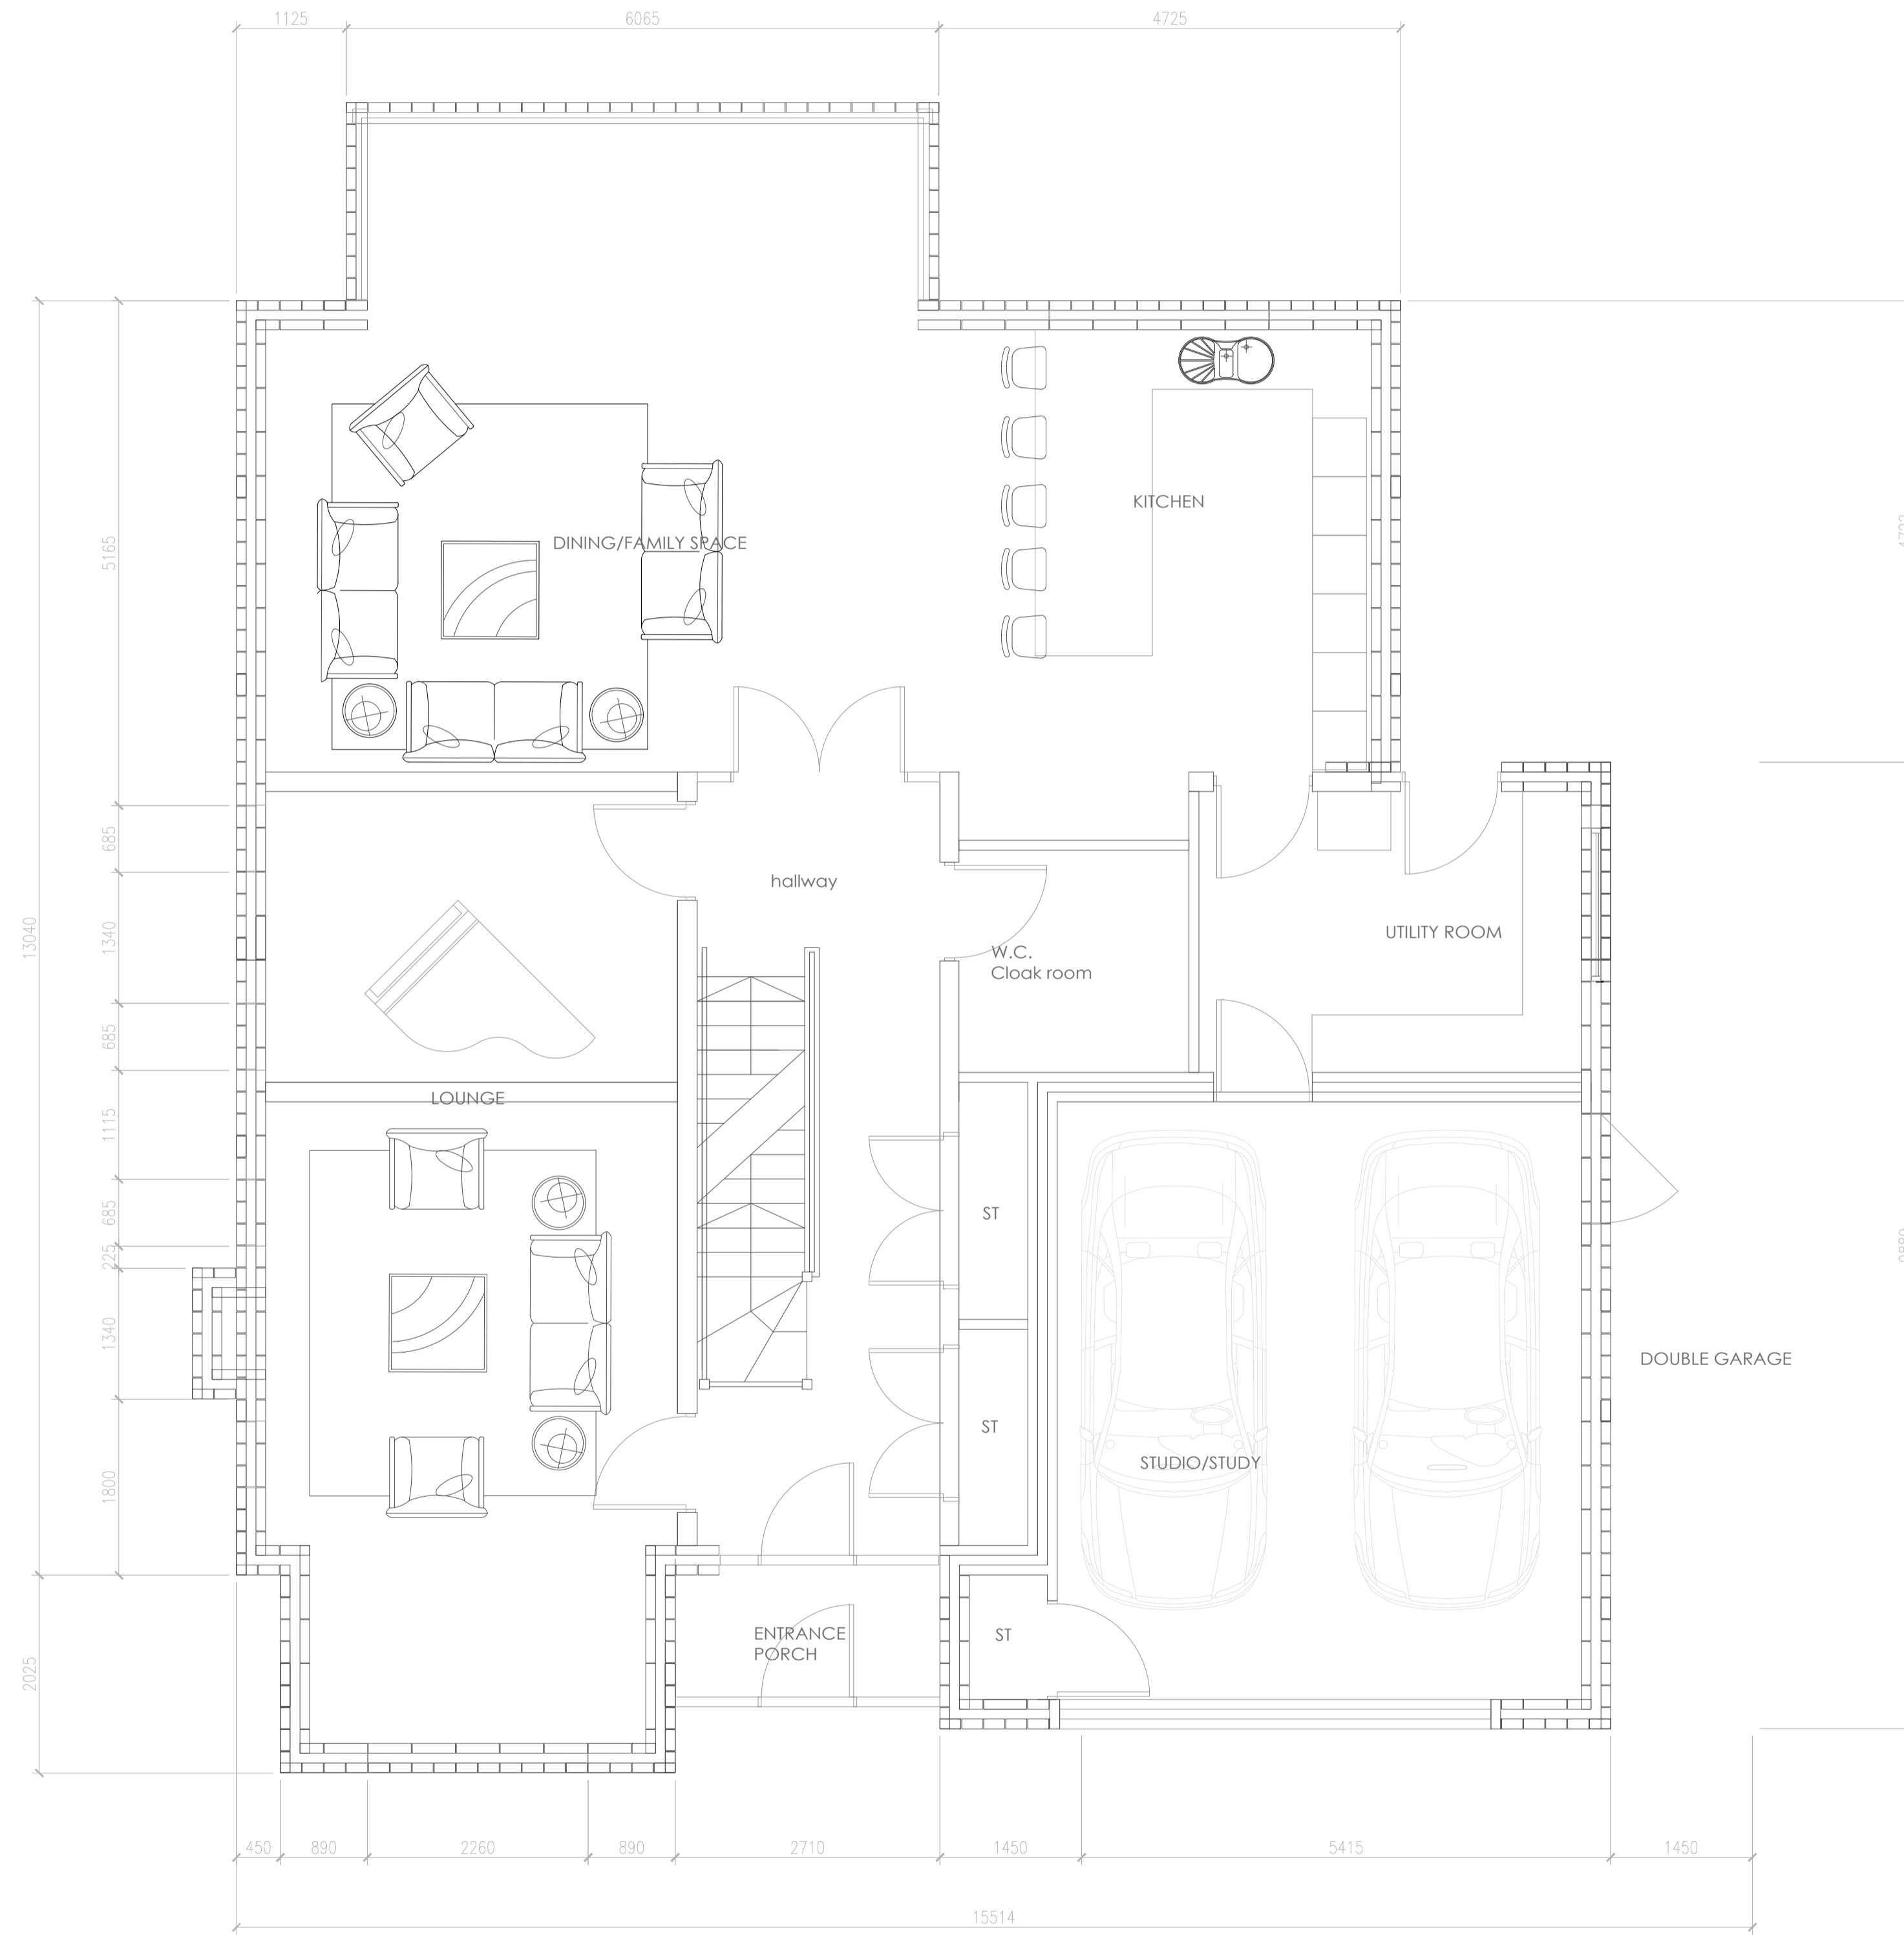 1125
6065
4725
5165
KITCHEN
DINING/FAMILY SPACE
685
hallway
13040
1340
UTILITY ROOM
W.C.
Cloak room
685
LOUNGE
1115
685
ST
225
1340
DOUBLE GARAGE
ST
STUDIO/STUDY
1800
ENTRANCE
PORCH
ST
2025
450
890
2260
890
2710
1450
5415
1450
15514